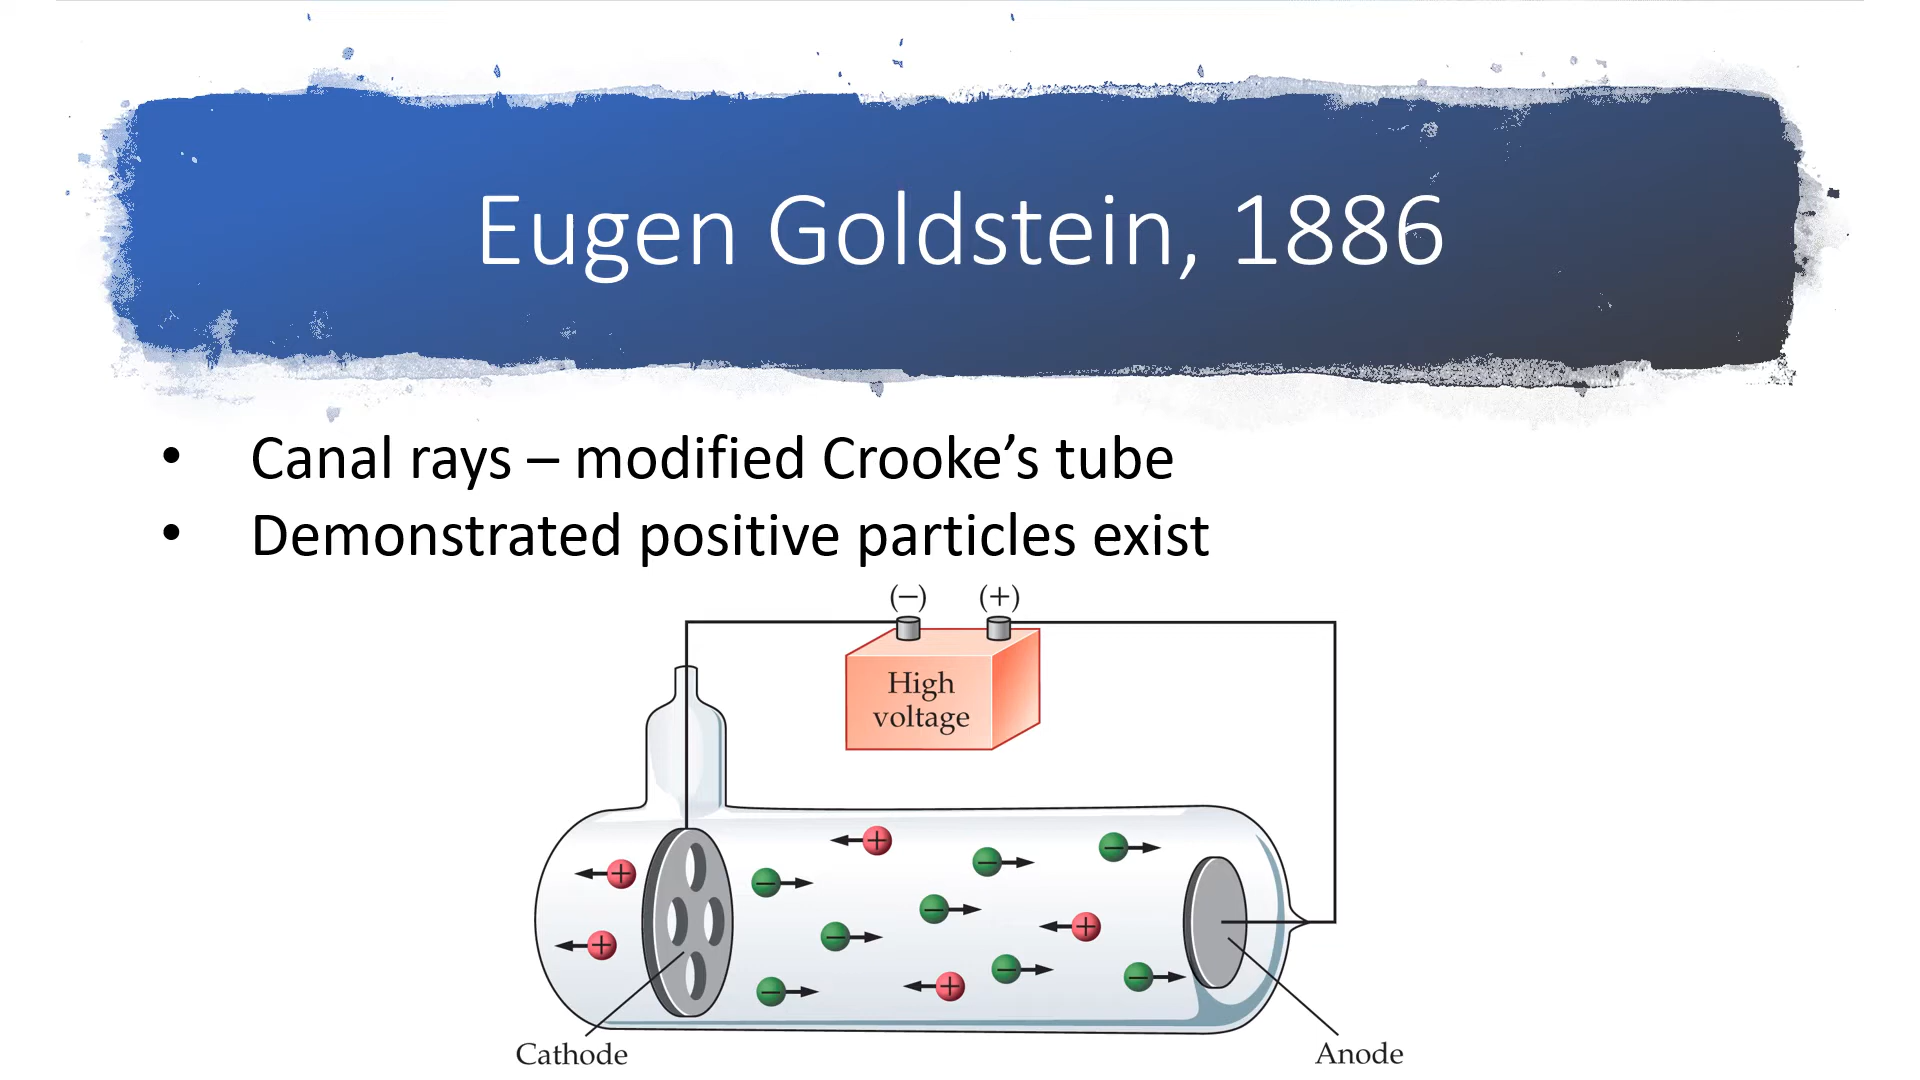 Eugen Goldstein, 1886
• Canal rays – modified Crooke’s tube
• Demonstrated positive particles exist
(−) (+)
High
voltage
Cathode
Anode